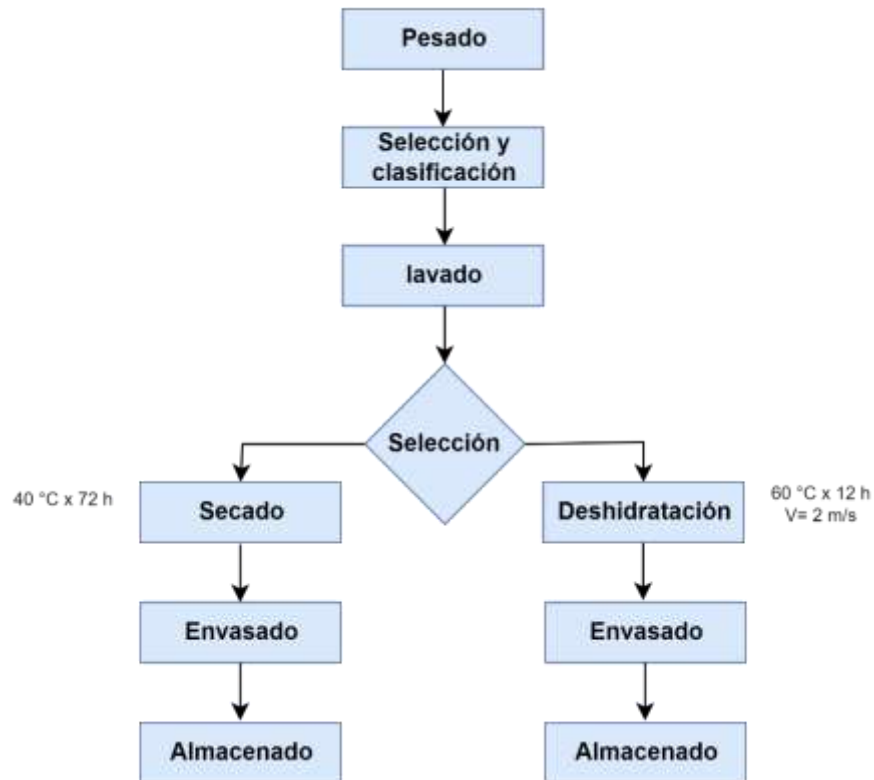 Pesado
Selección y
clasificación
lavado
Selección
40 °C x 72 h
Secado
Deshidratación
60 °C x 12 h
V= 2 m/s
Envasado
Envasado
Almacenado
Almacenado